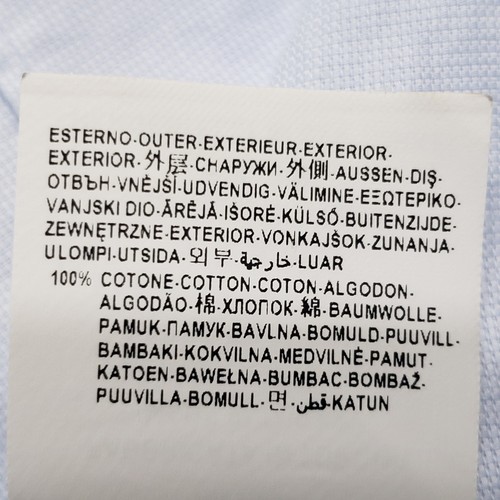 ESTERNO-OUTER-EXTERIEUR-EXTERIOR-
EXTERIOR-外层-СНАРУЖИ-外側-AUSSEN-DIŞ-
ОТВЪН-VNĚJŠÍ-UDVENDIG-VÄLIMINE-ΕΞΩΤΕΡΙΚΟ-
VANJSKI DIO-ĀRĒJĀ-IŠORĖ-KÜLSŐ-BUITENZIJDE-
ZEWNĘTRZNE-EXTERIOR-VONKAJŠOK-ZUNANJA-
ULOMPI-UTSIDA-외부-خارجية-LUAR
100% COTONE-COTTON-COTON-ALGODON-
ALGODÃO-棉-ХЛОПОК-綿-BAUMWOLLE-
PAMUK-ПАМУК-BAVLNA-BOMULD-PUUVILL-
BAMBAKI-KOKVILNA-MEDVILNĖ-PAMUT-
KATOEN-BAWEŁNA-BUMBAC-BOMBAŽ-
PUUVILLA-BOMULL-면-قطن-KATUN